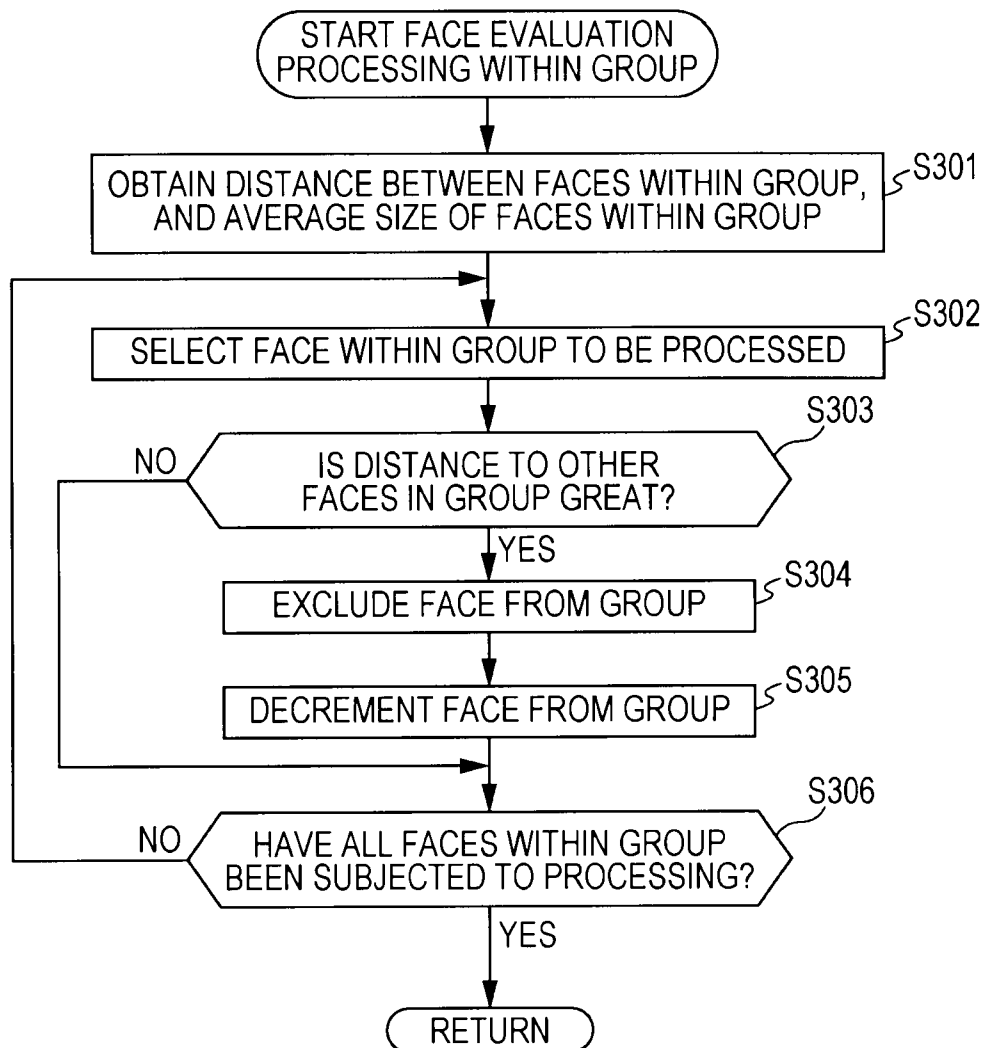 START FACE EVALUATION
PROCESSING WITHIN GROUP
S301
OBTAIN DISTANCE BETWEEN FACES WITHIN GROUP,
AND AVERAGE SIZE OF FACES WITHIN GROUP
S302
SELECT FACE WITHIN GROUP TO BE PROCESSED
S303
NO
IS DISTANCE TO OTHER
FACES IN GROUP GREAT?
YES
S304
EXCLUDE FACE FROM GROUP
S305
DECREMENT FACE FROM GROUP
S306
NO
HAVE ALL FACES WITHIN GROUP
BEEN SUBJECTED TO PROCESSING?
YES
RETURN